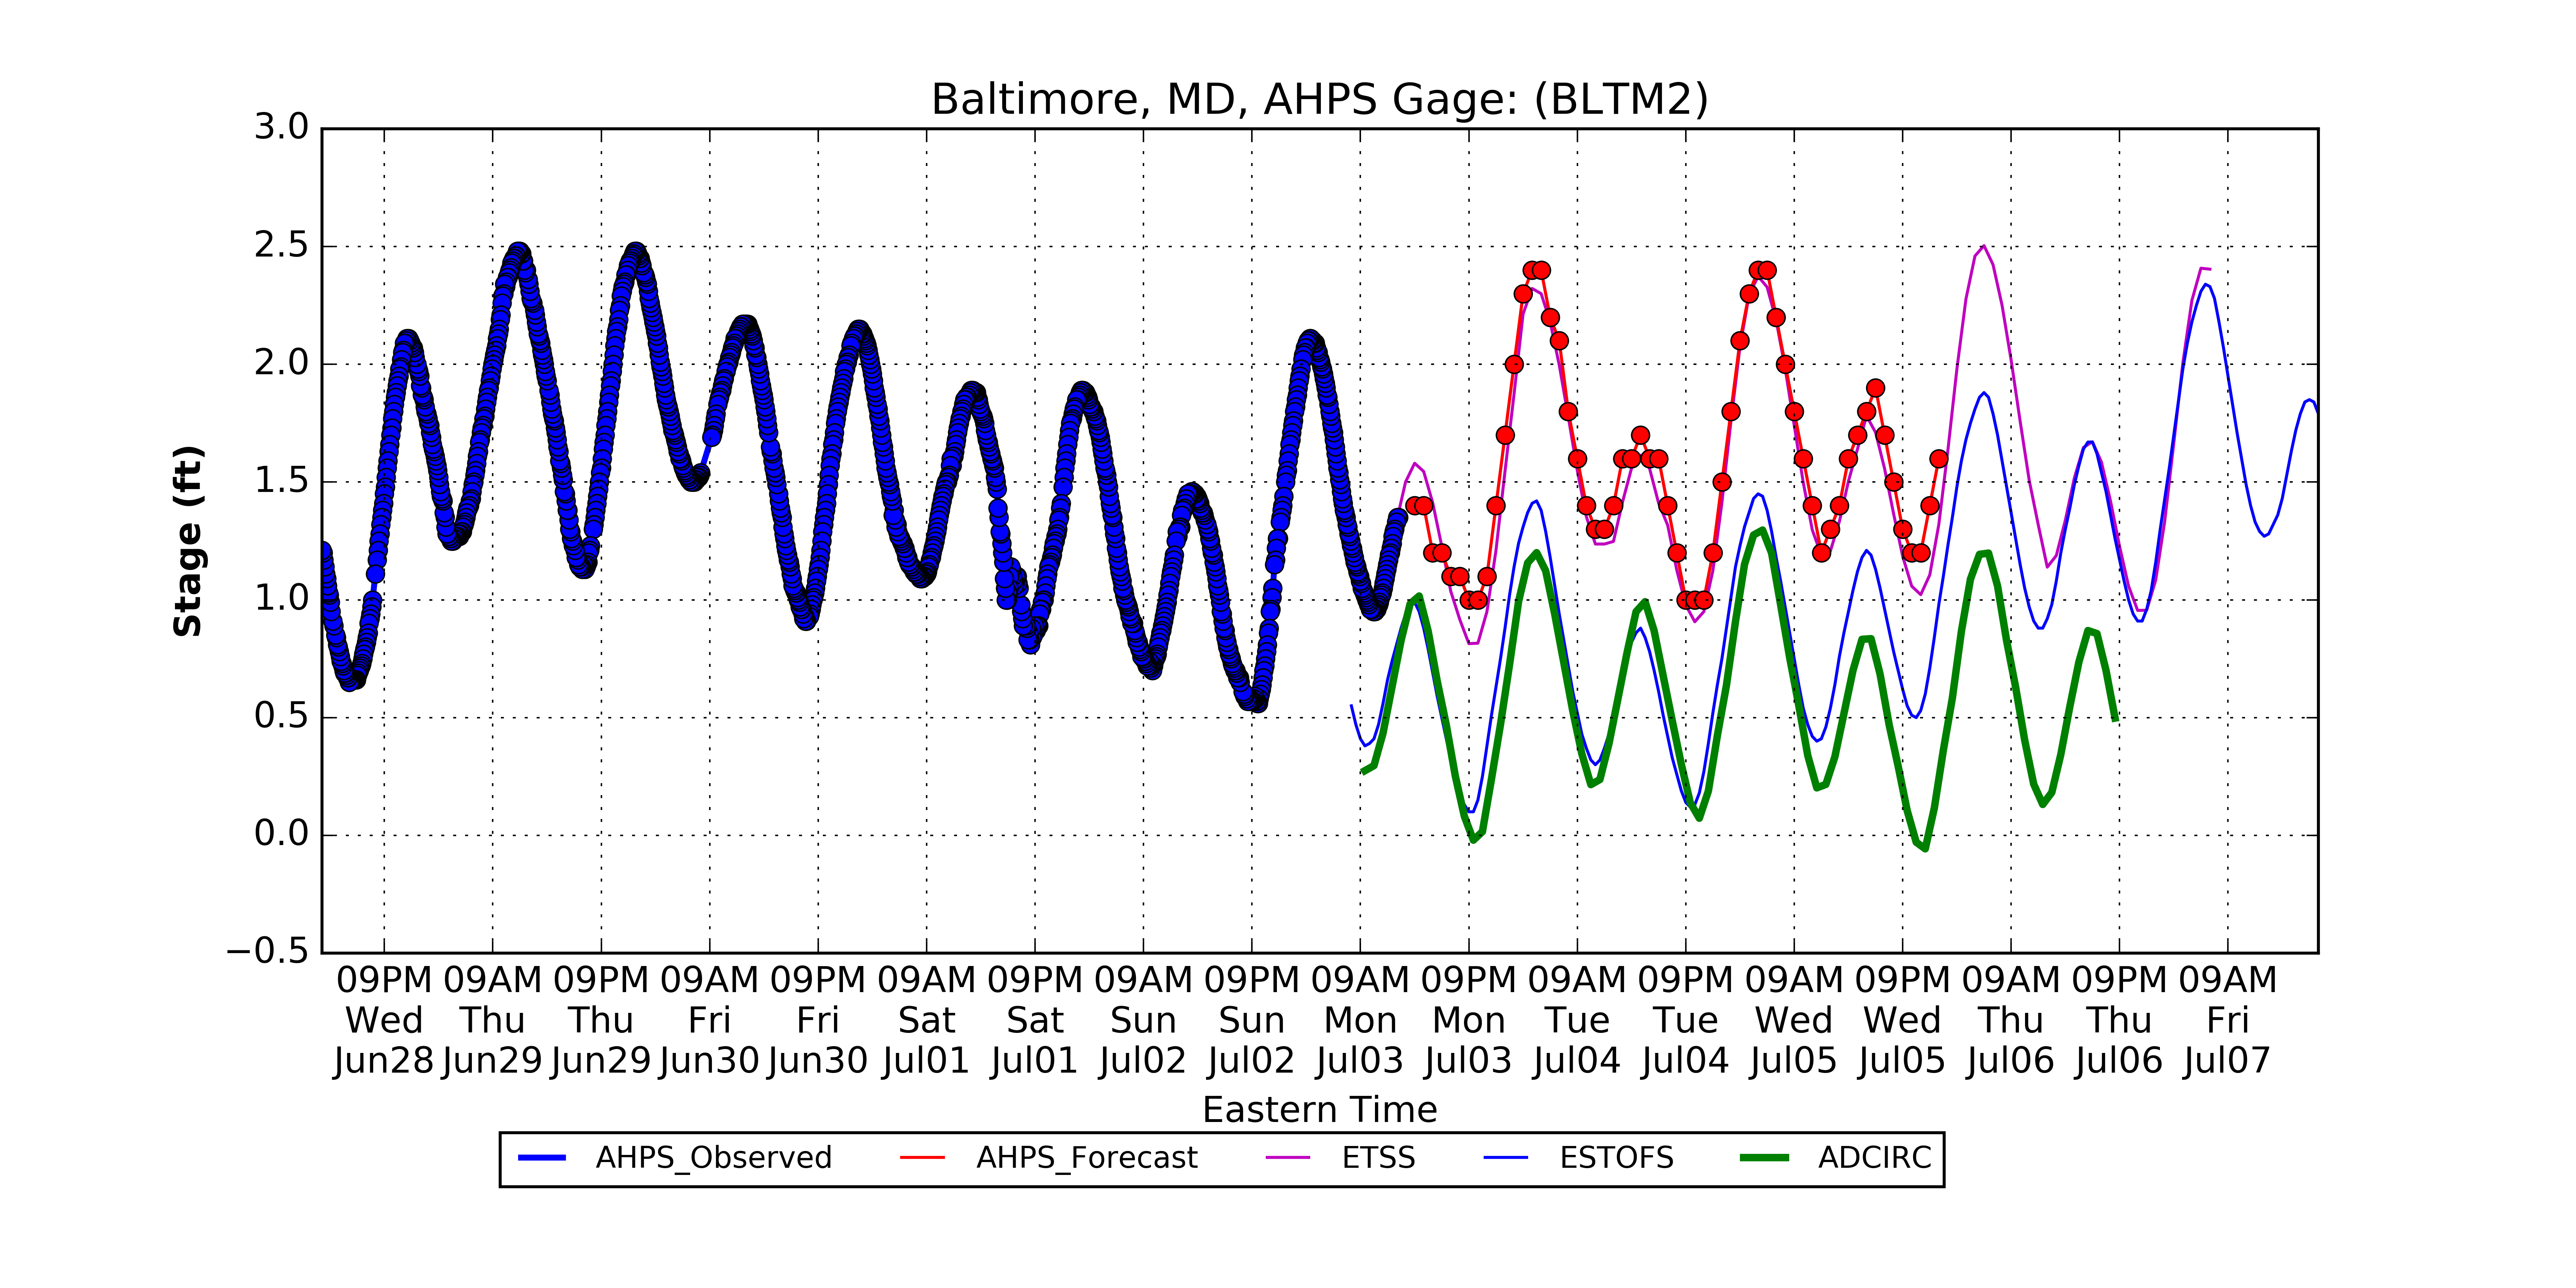 Baltimore, MD, AHPS Gage: (BLTM2)
3.0
2.5
2.0
1.5
1.0
0.5
0.0
−0.5
Stage (ft)
09PM 09AM 09PM 09AM 09PM 09AM 09PM 09AM 09PM 09AM 09PM 09AM 09PM 09AM 09PM 09AM 09PM 09AM
Wed Thu Thu Fri Fri Sat Sat Sun Sun Mon Mon Tue Tue Wed Wed Thu Thu Fri
Jun28 Jun29 Jun29 Jun30 Jun30 Jul01 Jul01 Jul02 Jul02 Jul03 Jul03 Jul04 Jul04 Jul05 Jul05 Jul06 Jul06 Jul07
Eastern Time
AHPS_Observed AHPS_Forecast ETSS ESTOFS ADCIRC